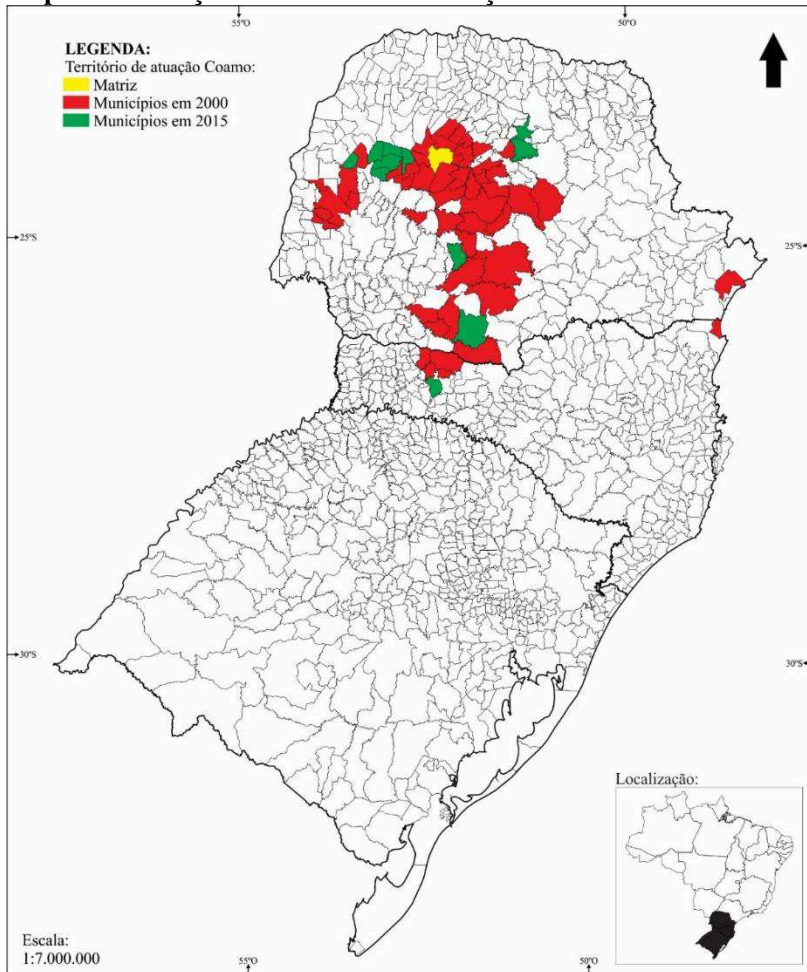 LEGENDA:
Território de atuação Coamo:
Matriz
Municípios em 2000
Municípios em 2015
55°O
50°O
25°S
25°S
30°S
30°S
Localização:
Escala:
1:7.000.000
55°O
50°O